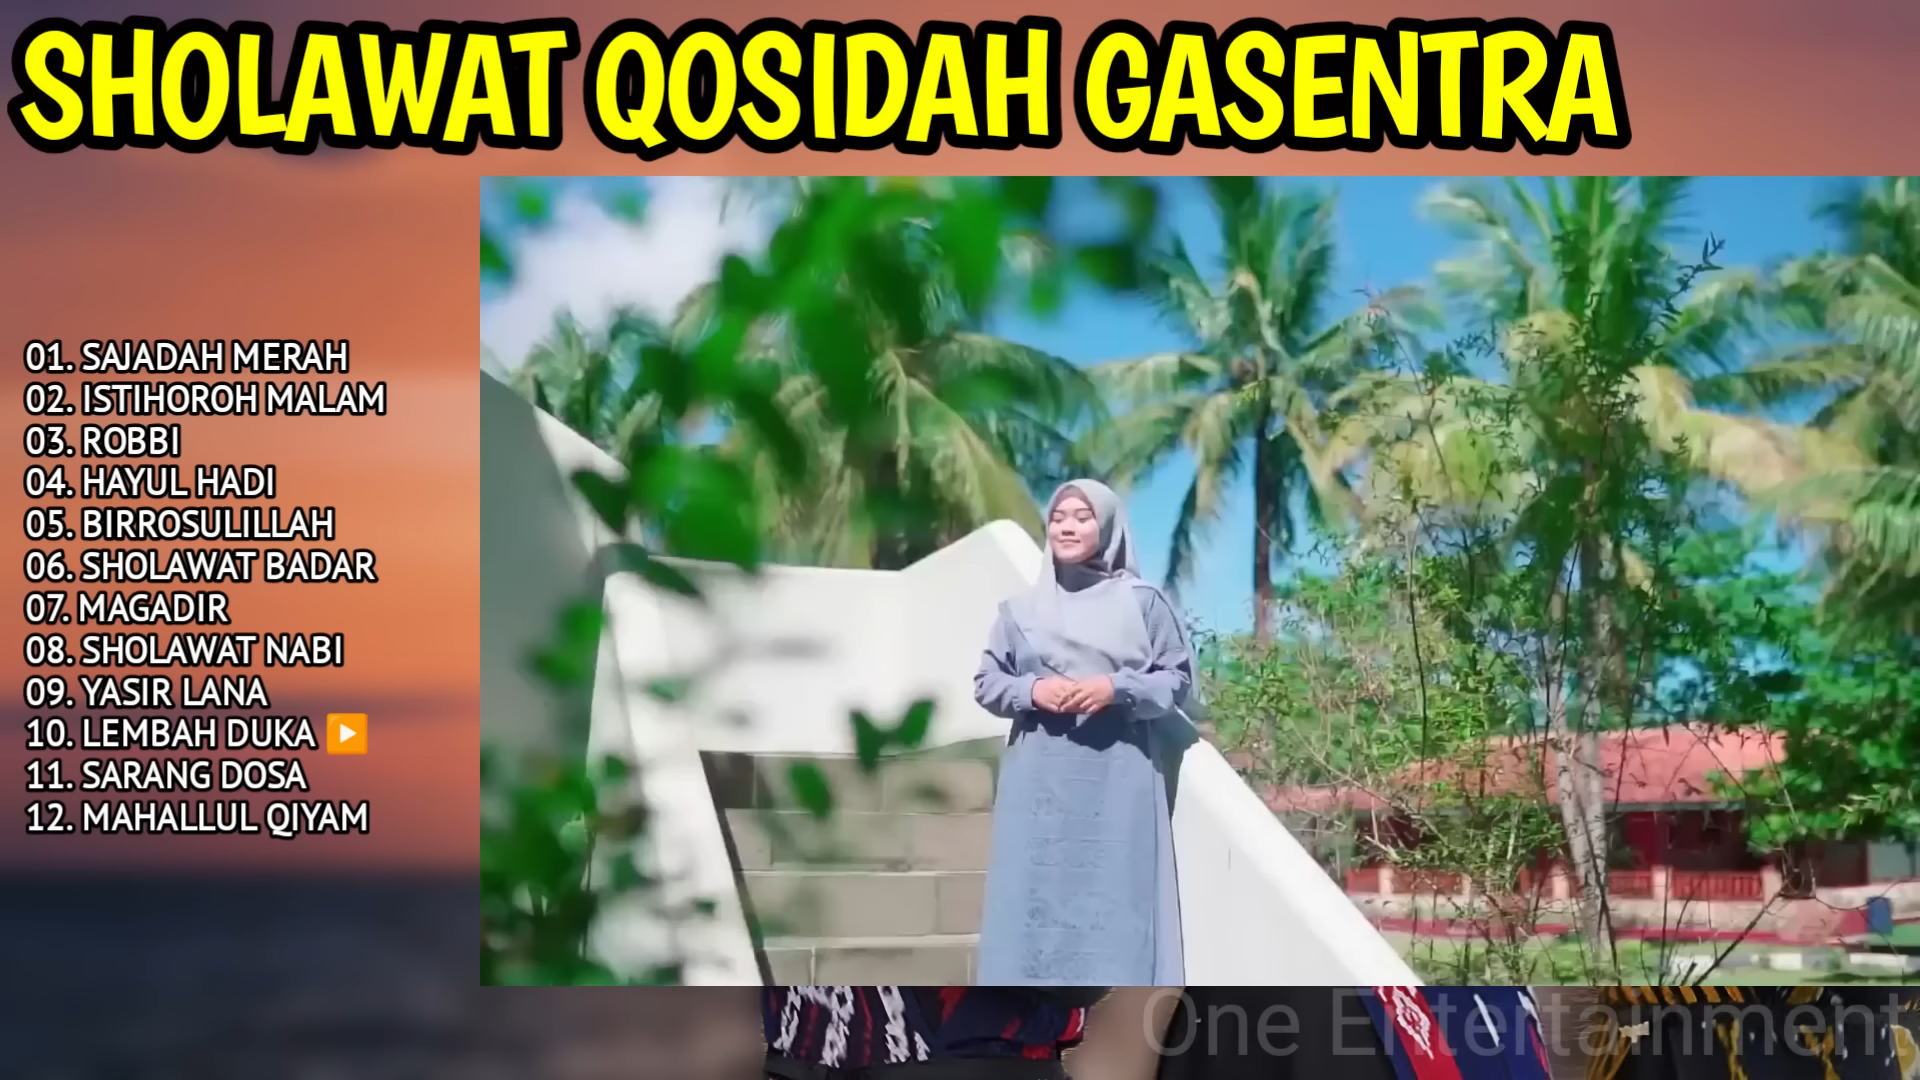 SHOLAWAT QOSIDAH GASENTRA
01. SAJADAH MERAH
02. ISTIHOROH MALAM
03. ROBBI
04. HAYUL HADI
05. BIRROSULILLAH
06. SHOLAWAT BADAR
07. MAGADIR
08. SHOLAWAT NABI
09. YASIR LANA
10. LEMBAH DUKA ▶️
11. SARANG DOSA
12. MAHALLUL QIYAM
One Entertainment